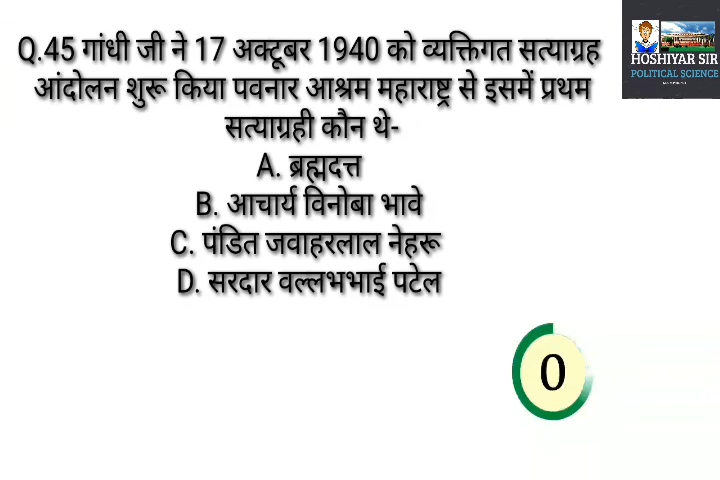 Q.45 गांधी जी ने 17 अक्टूबर 1940 को व्यक्तिगत सत्याग्रह
आंदोलन शुरू किया पवनार आश्रम महाराष्ट्र से इसमें प्रथम
सत्याग्रही कौन थे-
A. ब्रह्मदत्त
B. आचार्य विनोबा भावे
C. पंडित जवाहरलाल नेहरू
D. सरदार वल्लभभाई पटेल
HOSHIYAR SIR
POLITICAL SCIENCE
0